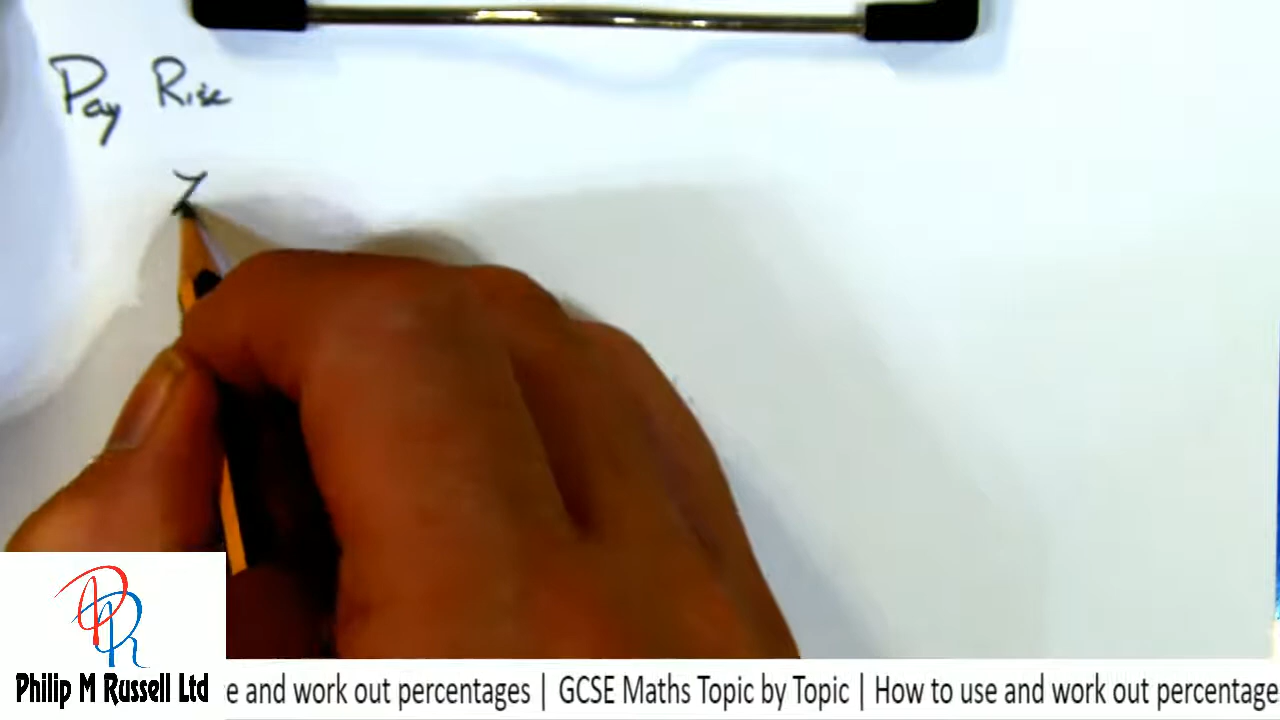 Pay Rise
Philip M Russell Ltd
e and work out percentages | GCSE Maths Topic by Topic | How to use and work out percentage